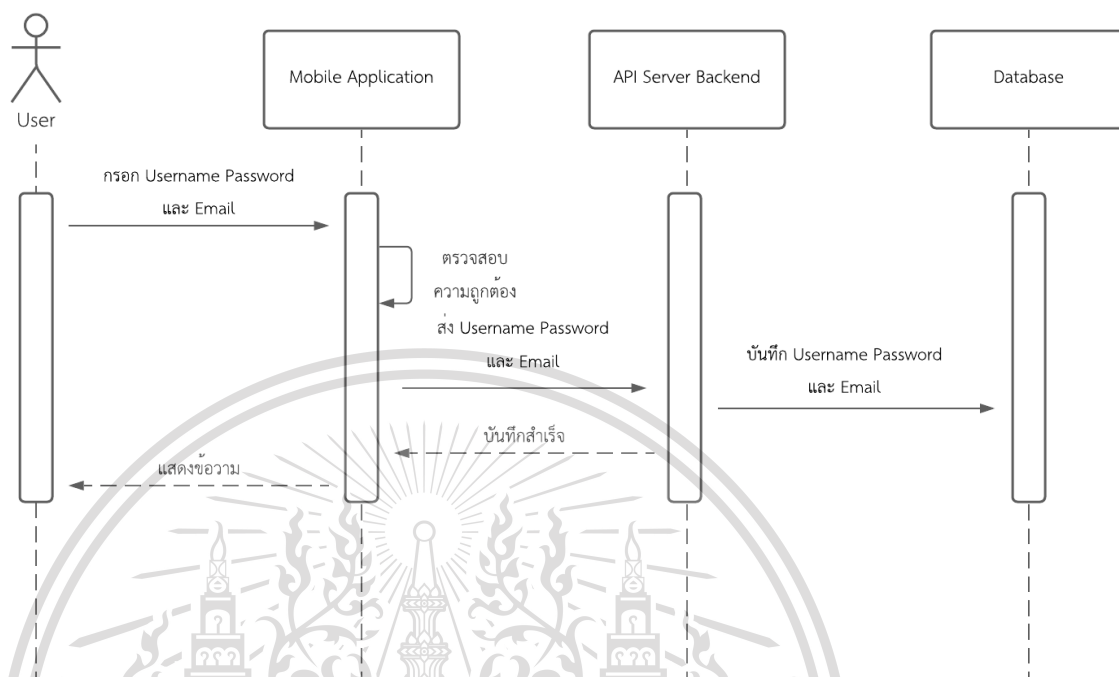 User
Mobile Application
API Server Backend
Database
กรอก Username Password
และ Email
ตรวจสอบ
ความถูกต้อง
ส่ง Username Password
และ Email
บันทึก Username Password
และ Email
บันทึกสำเร็จ
แสดงข้อวาม